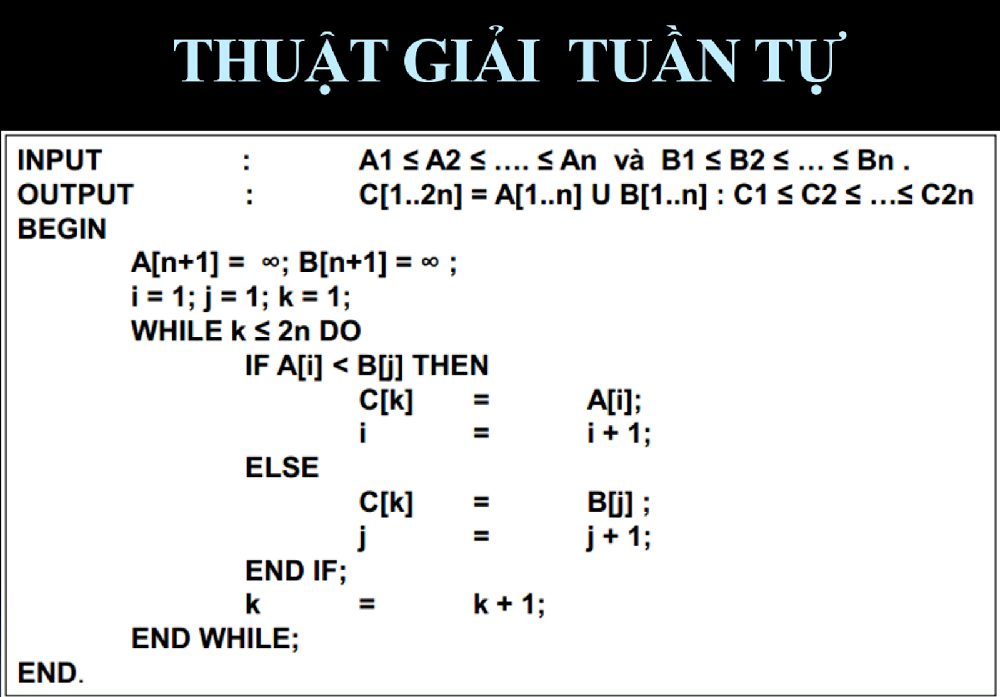 THUẬT GIẢI TUẦN TỰ
INPUT : A1 ≤ A2 ≤ .... ≤ An và B1 ≤ B2 ≤ ... ≤ Bn .
OUTPUT : C[1..2n] = A[1..n] U B[1..n] : C1 ≤ C2 ≤ ...≤ C2n
BEGIN
A[n+1] = ∞; B[n+1] = ∞ ;
i = 1; j = 1; k = 1;
WHILE k ≤ 2n DO
IF A[i] < B[j] THEN
C[k] = A[i];
i = i + 1;
ELSE
C[k] = B[j] ;
j = j + 1;
END IF;
k = k + 1;
END WHILE;
END.